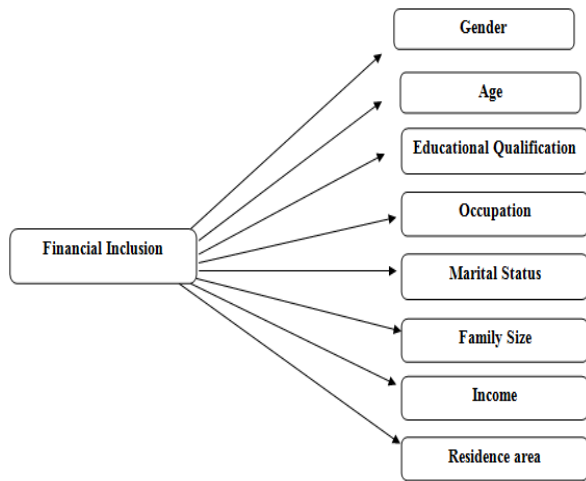 Gender
Age
Educational Qualification
Occupation
Financial Inclusion
Marital Status
Family Size
Income
Residence area